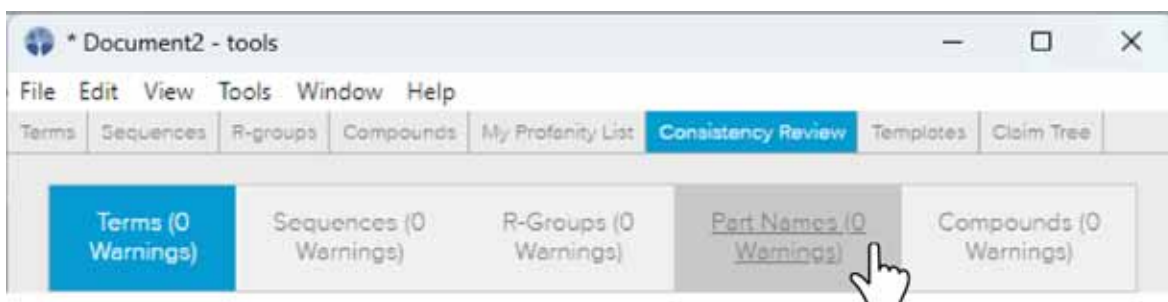 * Document2 - tools
File Edit View Tools Window Help
Terms Sequences R-groups Compounds My Profanity List Consistency Review Templates Claim Tree
Terms (0 Warnings)
Sequences (0 Warnings)
R-Groups (0 Warnings)
Part Names (0 Warnings)
Compounds (0 Warnings)